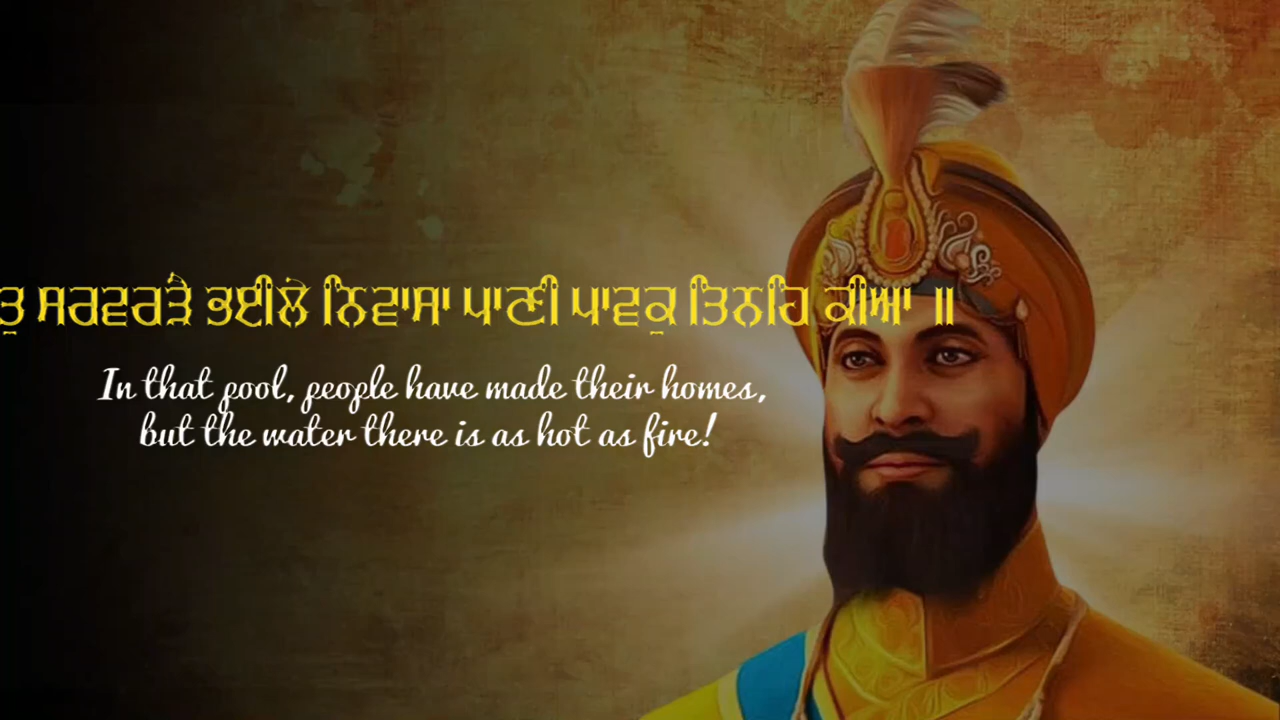 ਸਰਵਰੜੈ ਭਈਲੇ ਨਿਵਾਸਾ ਪਾਣੀ ਪਾਵਕੁ ਤਿਨਹਿ ਕੀਆ ॥
In that pool, people have made their homes,
but the water there is as hot as fire!